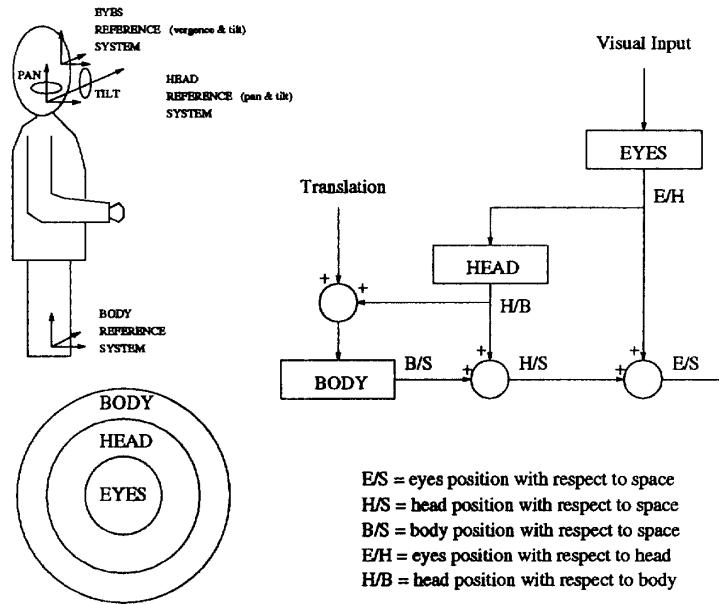 EYES
REFERENCE (vergence & tilt)
SYSTEM
PAN
TILT
HEAD
REFERENCE (pan & tilt)
SYSTEM
BODY
REFERENCE
SYSTEM
BODY
HEAD
EYES
Visual Input
EYES
E/H
Translation
HEAD
+
+
H/B
+
+
BODY
B/S
+
H/S
+
E/S
E/S = eyes position with respect to space
H/S = head position with respect to space
B/S = body position with respect to space
E/H = eyes position with respect to head
H/B = head position with respect to body